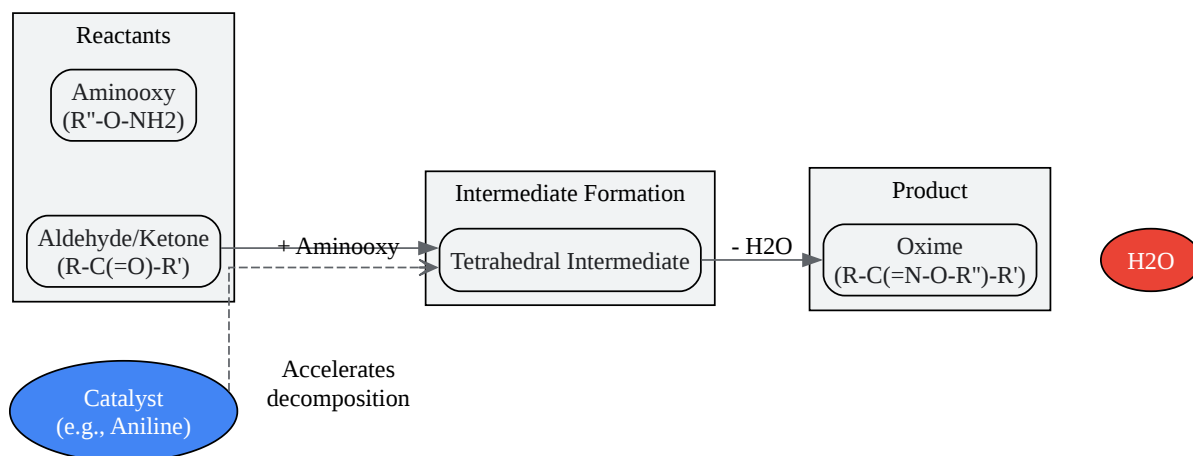 Reactants
Aminooxy
(R"-O-NH2)
Aldehyde/Ketone
(R-C(=O)-R')
+ Aminooxy
Intermediate Formation
Tetrahedral Intermediate
- H2O
Product
Oxime
(R-C(=N-O-R")-R')
H2O
Accelerates
decomposition
Catalyst
(e.g., Aniline)